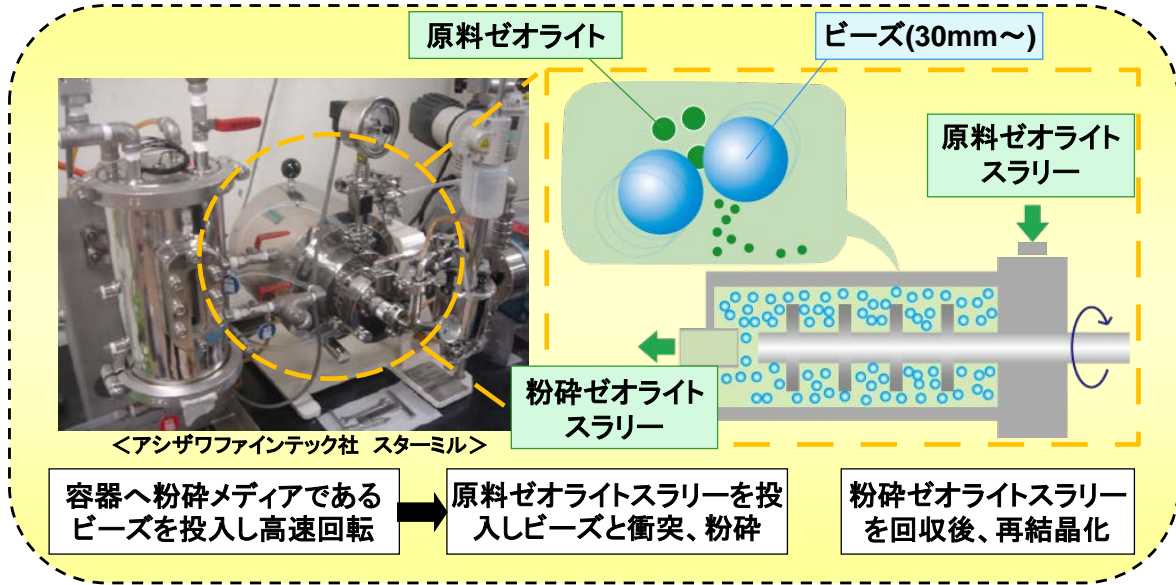 原料ゼオライト
ビーズ(30mm～)
原料ゼオライト
スラリー
粉砕ゼオライト
スラリー
＜アシザワファインテック社　スターミル＞
容器へ粉砕メディアである
ビーズを投入し高速回転
原料ゼオライトスラリーを投
入しビーズと衝突、粉砕
粉砕ゼオライトスラリー
を回収後、再結晶化